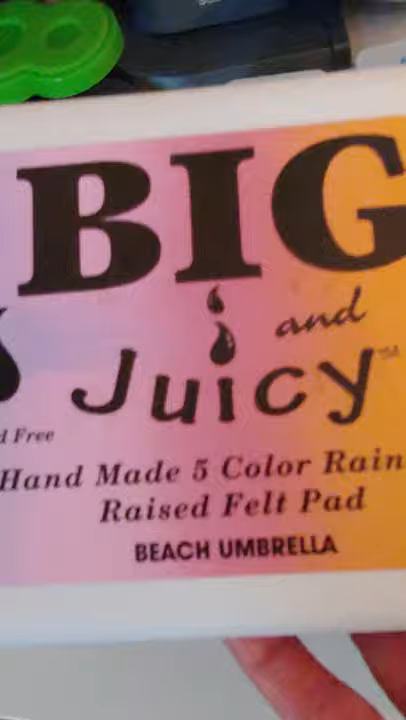 BIG
and
Juicy™
d Free
Hand Made 5 Color Rain
Raised Felt Pad
BEACH UMBRELLA